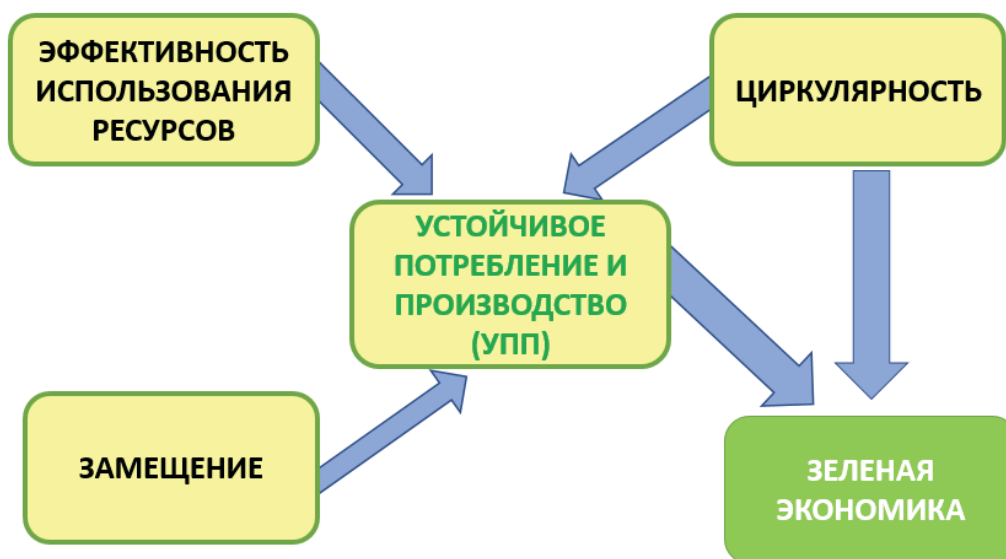 ЭФФЕКТИВНОСТЬ
ИСПОЛЬЗОВАНИЯ
РЕСУРСОВ
ЦИРКУЛЯРНОСТЬ
УСТОЙЧИВОЕ
ПОТРЕБЛЕНИЕ И
ПРОИЗВОДСТВО
(УПП)
ЗАМЕЩЕНИЕ
ЗЕЛЕНАЯ
ЭКОНОМИКА